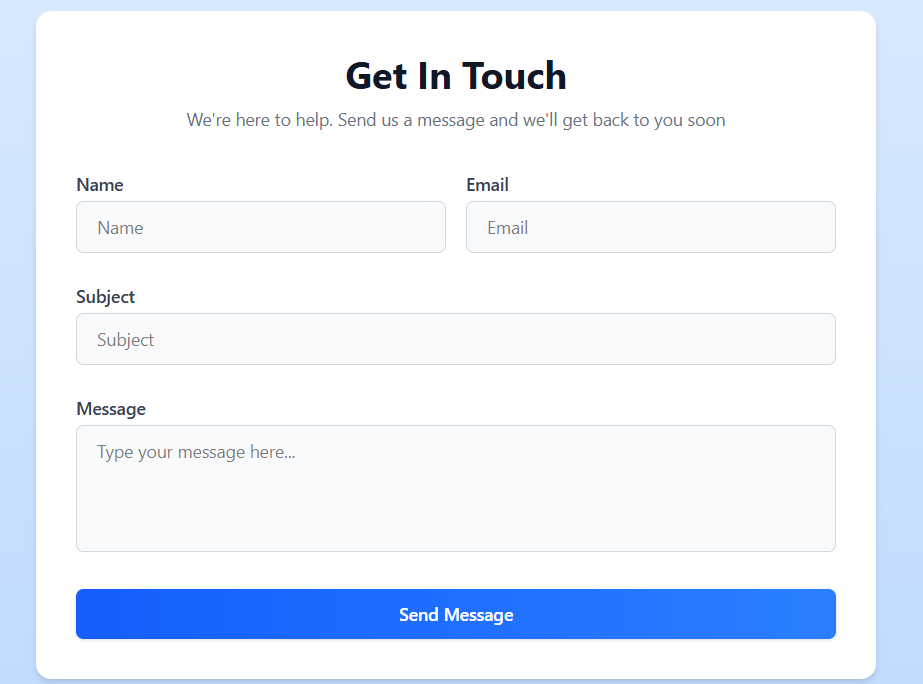 Get In Touch
We're here to help. Send us a message and we'll get back to you soon
Name
Email
Name
Email
Subject
Subject
Message
Type your message here...
Send Message